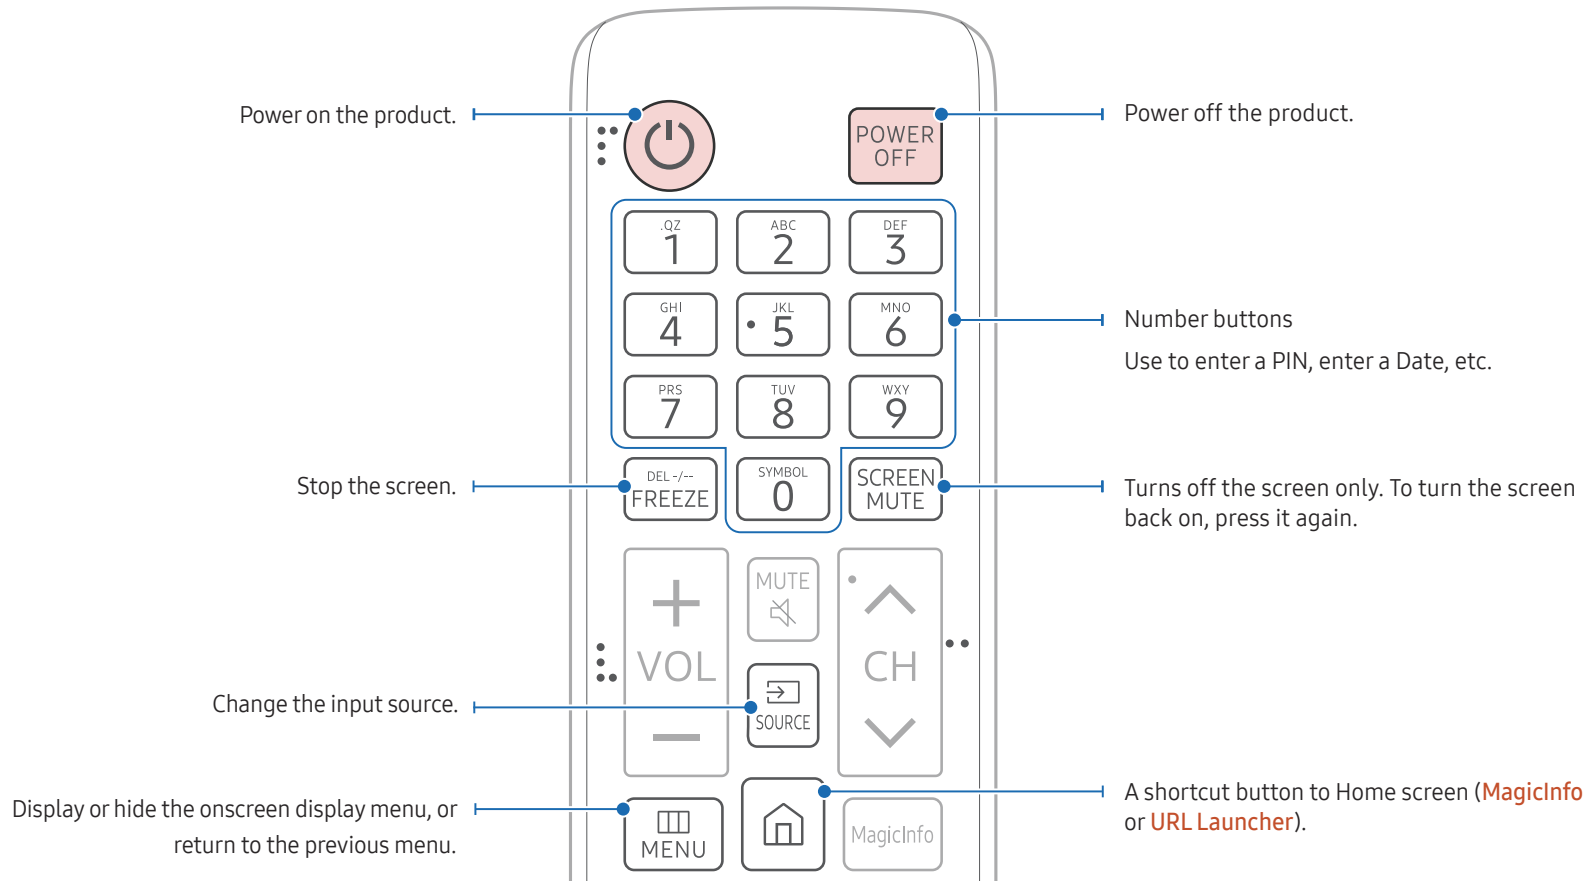 Power on the product.
POWER
OFF
Power off the product.
.QZ
1
ABC
2
DEF
3
GHI
4
JKL
5
MNO
6
Number buttons
Use to enter a PIN, enter a Date, etc.
PRS
7
TUV
8
WXY
9
Stop the screen.
DEL -/--
FREEZE
SYMBOL
0
SCREEN
MUTE
Turns off the screen only. To turn the screen
back on, press it again.
MUTE
VOL
CH
Change the input source.
SOURCE
Display or hide the onscreen display menu, or
return to the previous menu.
MENU
MagicInfo
A shortcut button to Home screen (MagicInfo
or URL Launcher).